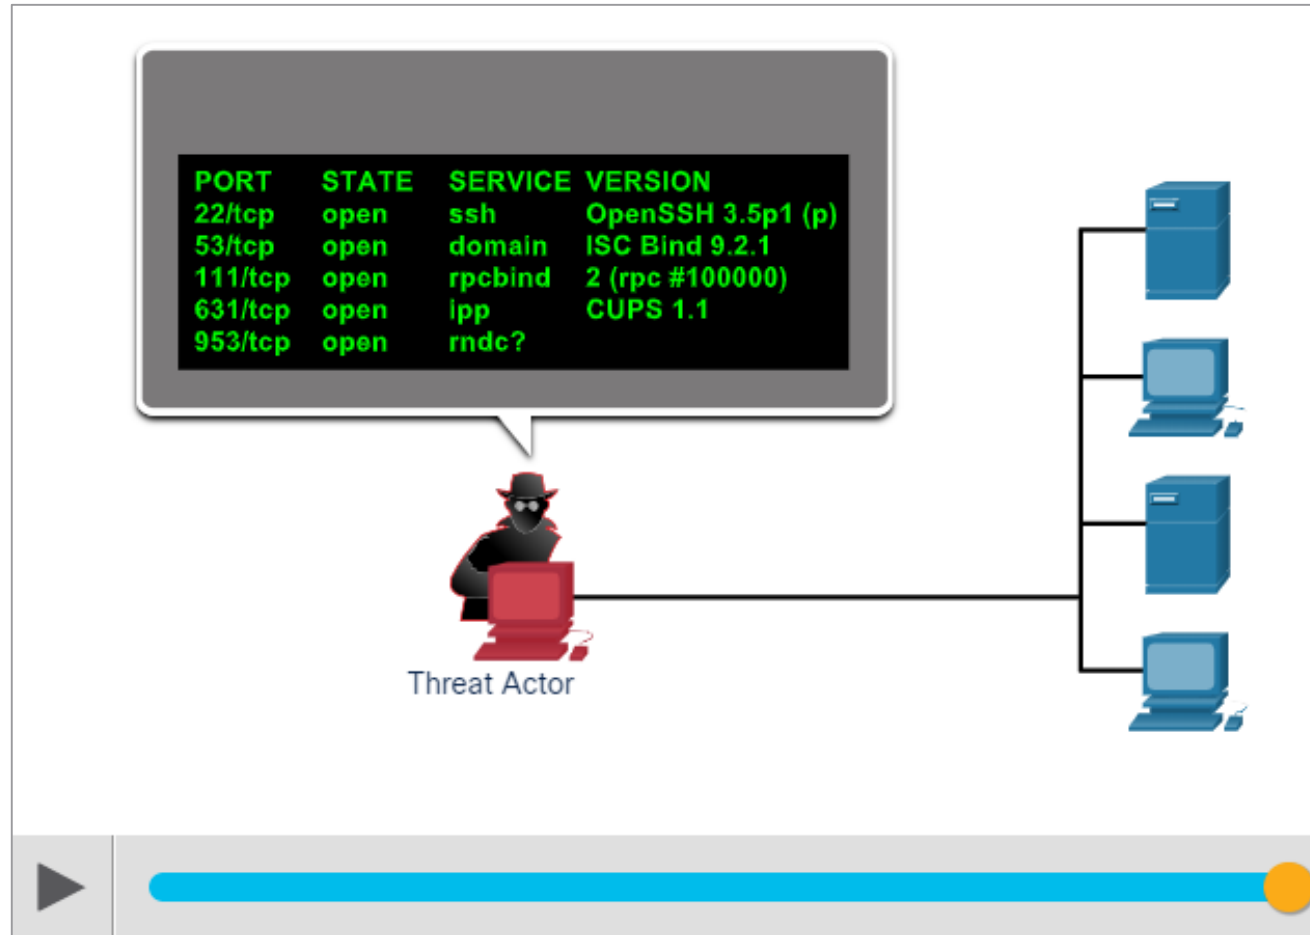 PORT STATE SERVICE VERSION
22/tcp open ssh OpenSSH 3.5p1 (p)
53/tcp open domain ISC Bind 9.2.1
111/tcp open rpcbind 2 (rpc #100000)
631/tcp open ipp CUPS 1.1
953/tcp open rndc?
Threat Actor